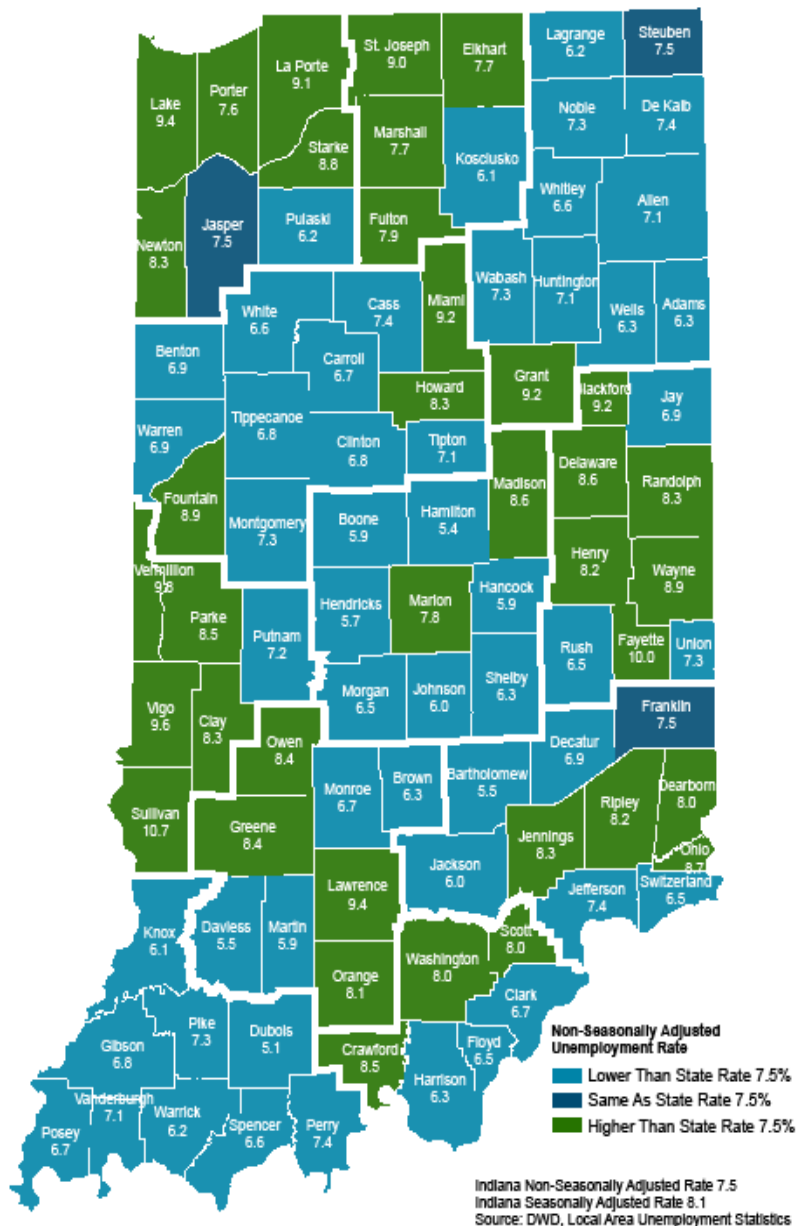 Lagrange
6.2
Steuben
7.5
St. Joseph
9.0
Elkhart
7.7
La Porte
9.1
Porter
7.6
Lake
9.4
Noble
7.3
De Kalb
7.4
Marshall
7.7
Starke
8.8
Kosciusko
6.1
Whitley
6.6
Allen
7.1
Jasper
7.5
Pulaski
6.2
Fulton
7.9
Newton
8.3
Wabash
7.3
Huntington
7.1
Miami
9.2
White
6.6
Cass
7.4
Wells
6.3
Adams
6.3
Benton
6.9
Carroll
6.7
Grant
9.2
Blackford
9.2
Howard
8.3
Jay
6.9
Warren
6.9
Tippecanoe
6.8
Clinton
6.8
Tipton
7.1
Delaware
8.6
Madison
8.6
Randolph
8.3
Fountain
8.9
Montgomery
7.3
Boone
5.9
Hamilton
5.4
Henry
8.2
Wayne
8.9
Vermillion
9.8
Parke
8.5
Hendricks
5.7
Marion
7.8
Hancock
5.9
Putnam
7.2
Rush
6.5
Fayette
10.0
Union
7.3
Morgan
6.5
Johnson
6.0
Shelby
6.3
Vigo
9.6
Clay
8.3
Franklin
7.5
Owen
8.4
Decatur
6.9
Monroe
6.7
Brown
6.3
Bartholomew
5.5
Dearborn
8.0
Ripley
8.2
Sullivan
10.7
Greene
8.4
Jennings
8.3
Ohio
8.7
Jackson
6.0
Lawrence
9.4
Jefferson
7.4
Switzerland
6.5
Knox
6.1
Daviess
5.5
Martin
5.9
Scott
8.0
Washington
8.0
Orange
8.1
Clark
6.7
Pike
7.3
Dubois
5.1
Gibson
6.8
Floyd
6.5
Crawford
8.5
Harrison
6.3
Vanderburgh
7.1
Warrick
6.2
Spencer
6.6
Perry
7.4
Posey
6.7
Non-Seasonally Adjusted
Unemployment Rate
Lower Than State Rate 7.5%
Same As State Rate 7.5%
Higher Than State Rate 7.5%
Indiana Non-Seasonally Adjusted Rate 7.5
Indiana Seasonally Adjusted Rate 8.1
Source: DWD, Local Area Unemployment Statistics